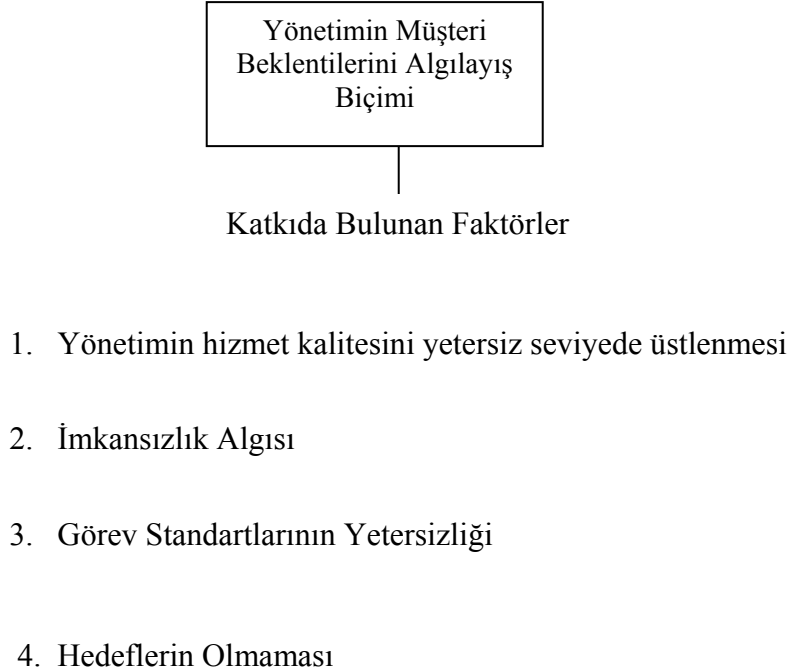 Yönetimin Müşteri
Beklentilerini Algılayış
Biçimi
Katkıda Bulunan Faktörler
1. Yönetimin hizmet kalitesini yetersiz seviyede üstlenmesi
2. İmkansızlık Algısı
3. Görev Standartlarının Yetersizliği
4. Hedeflerin Olmaması